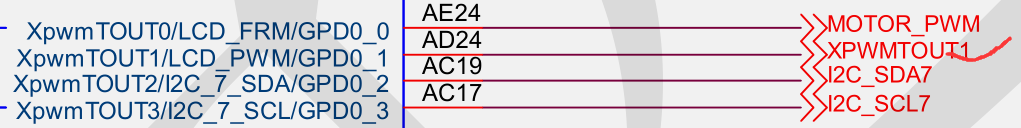 XpwmTOUT0/LCD_FRM/GPD0_0 AE24 MOTOR_PWM
XpwmTOUT1/LCD_PWM/GPD0_1 AD24 XPWMTOUT1
XpwmTOUT2/I2C_7_SDA/GPD0_2 AC19 I2C_SDA7
XpwmTOUT3/I2C_7_SCL/GPD0_3 AC17 I2C_SCL7